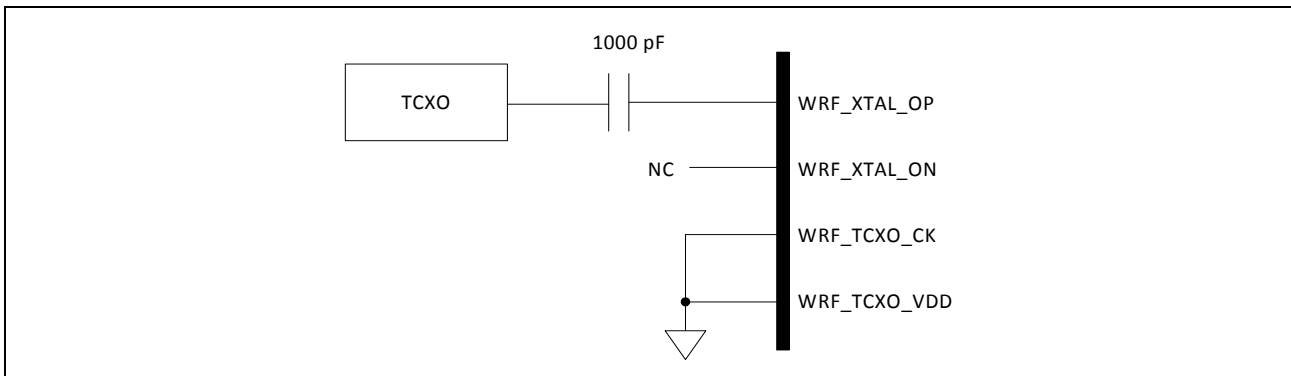 1000 pF
TCXO
WRF_XTAL_OP
NC
WRF_XTAL_ON
WRF_TCXO_CK
WRF_TCXO_VDD